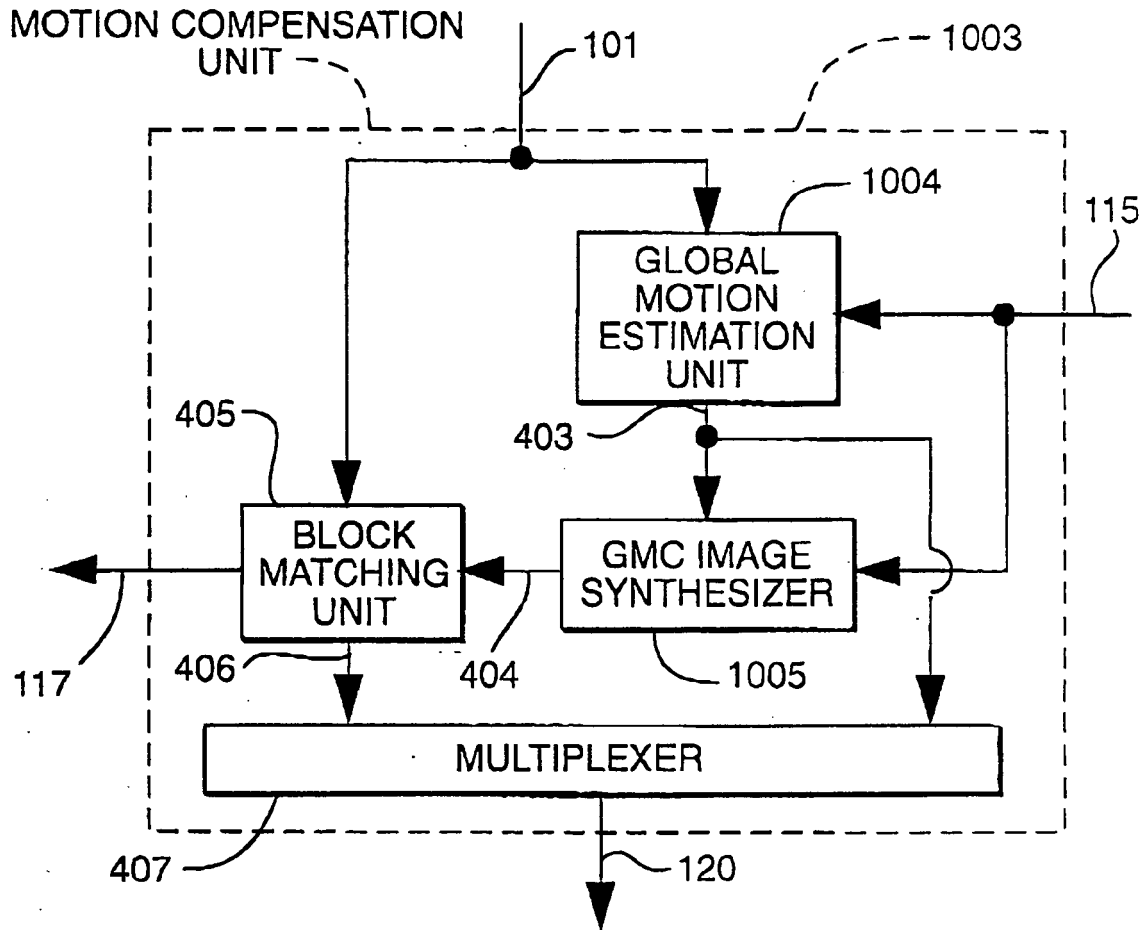 MOTION COMPENSATION
UNIT
101
1003
1004
115
GLOBAL
MOTION
ESTIMATION
UNIT
405
403
BLOCK
MATCHING
UNIT
GMC IMAGE
SYNTHESIZER
117
406
404
1005
MULTIPLEXER
407
120